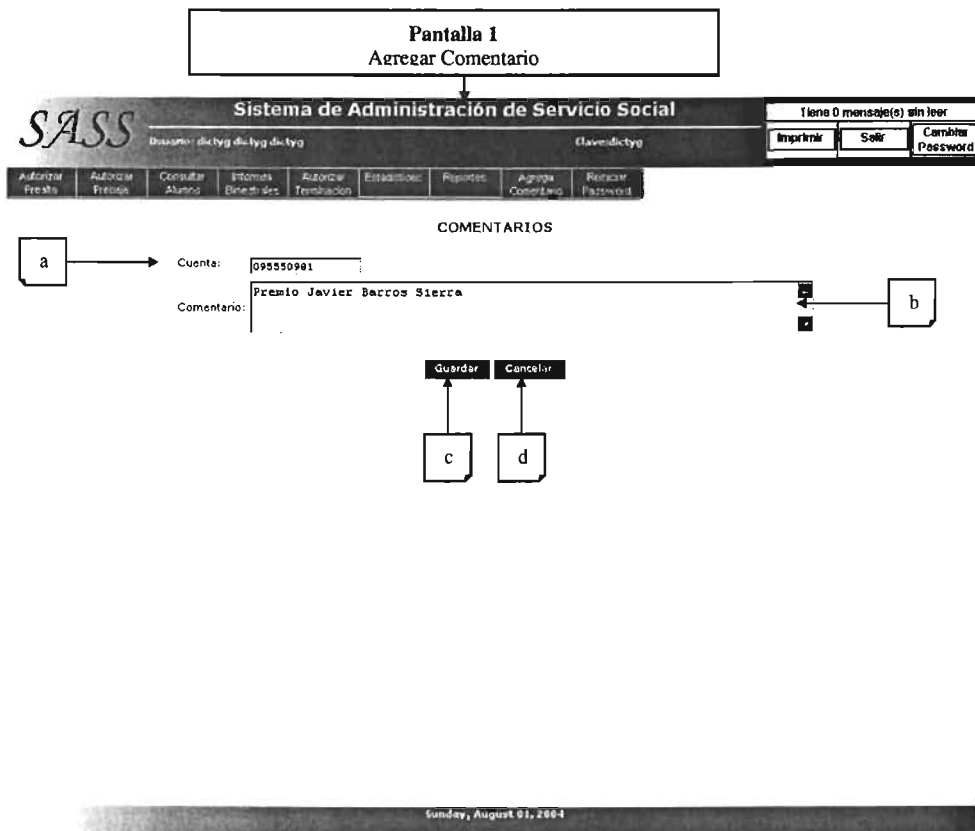 Pantalla 1
Agregar Comentario
SASS
Sistema de Administración de Servicio Social
Usuario: dictyg dictyg dictyg
Clave:dictyg
Tiene 0 mensaje(s) sin leer
Imprimir
Salir
Cambiar
Password
Autorizar
Prealta
Autorizar
Prebaja
Consultar
Alumno
Informes
Bimestrales
Autorizar
Terminacion
Estadisticas
Reportes
Agrega
Comentario
Reiniciar
Password
COMENTARIOS
a
Cuenta:
095550981
Comentario:
Premio Javier Barros Sierra
b
Guardar
Cancelar
c
d
Sunday, August 01, 2004